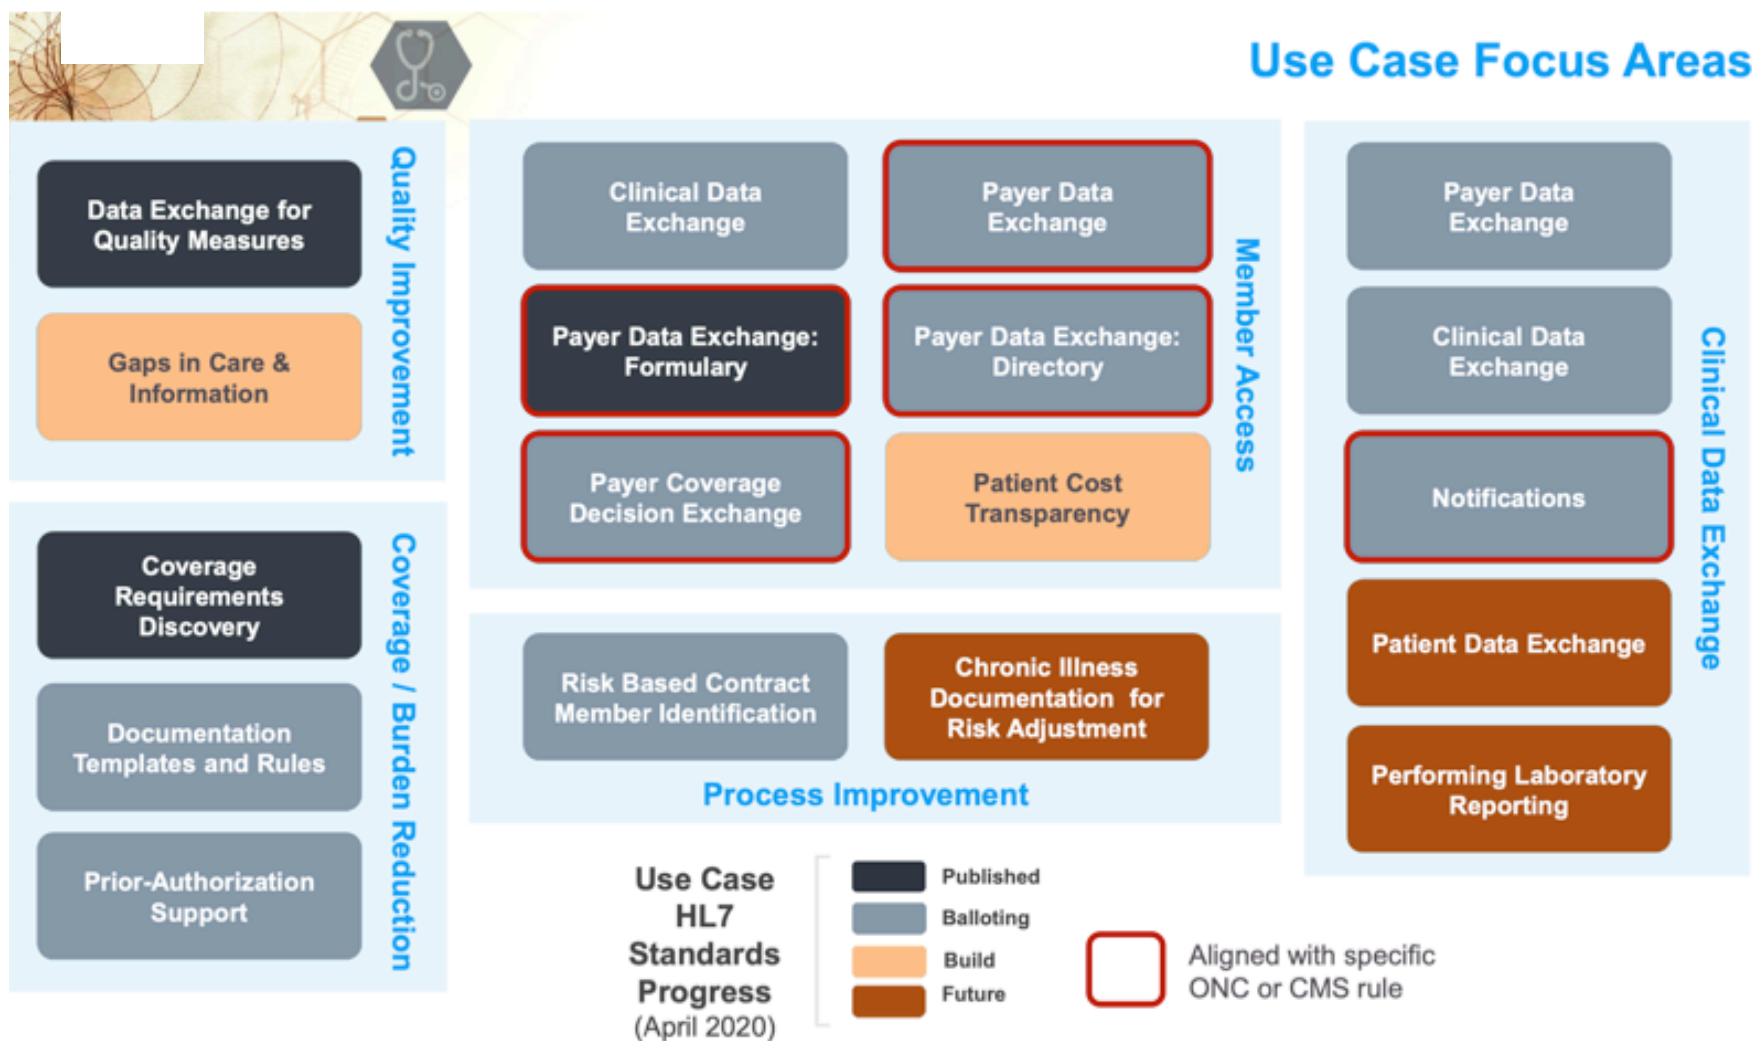 Use Case Focus Areas
Quality Improvement
Data Exchange for
Quality Measures
Gaps in Care &
Information
Coverage / Burden Reduction
Coverage
Requirements
Discovery
Documentation
Templates and Rules
Prior-Authorization
Support
Member Access
Clinical Data
Exchange
Payer Data
Exchange
Payer Data Exchange:
Formulary
Payer Data Exchange:
Directory
Payer Coverage
Decision Exchange
Patient Cost
Transparency
Risk Based Contract
Member Identification
Chronic Illness
Documentation for
Risk Adjustment
Process Improvement
Clinical Data Exchange
Payer Data
Exchange
Clinical Data
Exchange
Notifications
Patient Data Exchange
Performing Laboratory
Reporting
Use Case
HL7
Standards
Progress
(April 2020)
Published
Balloting
Build
Future
Aligned with specific
ONC or CMS rule